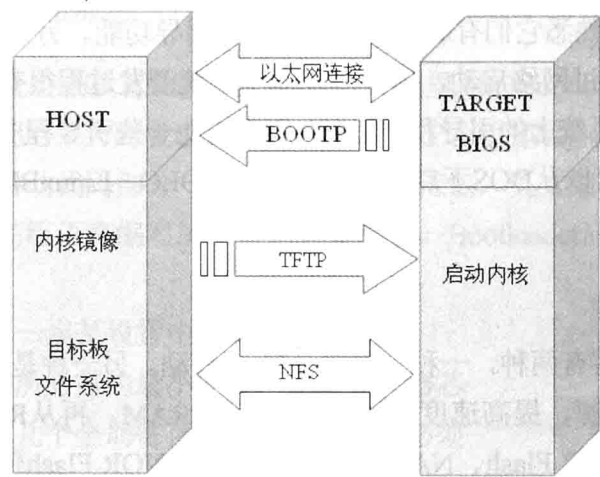 以太网连接
HOST
TARGET
BIOS
BOOTP
内核镜像
TFTP
启动内核
目标板
文件系统
NFS